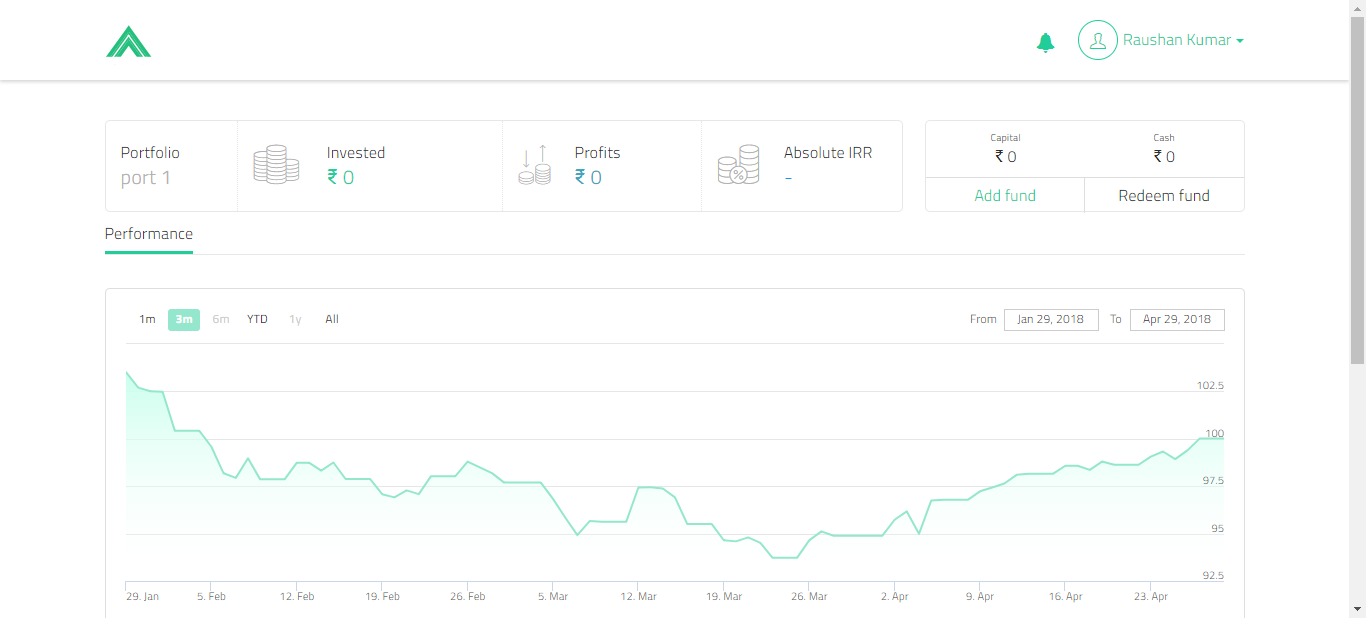 Raushan Kumar
Portfolio
port 1
Invested
₹ 0
Profits
₹ 0
Absolute IRR
-
Capital
₹ 0
Cash
₹ 0
Add fund
Redeem fund
Performance
1m 3m 6m YTD 1y All
From Jan 29, 2018 To Apr 29, 2018
102.5
100
97.5
95
92.5
29. Jan 5. Feb 12. Feb 19. Feb 26. Feb 5. Mar 12. Mar 19. Mar 26. Mar 2. Apr 9. Apr 16. Apr 23. Apr